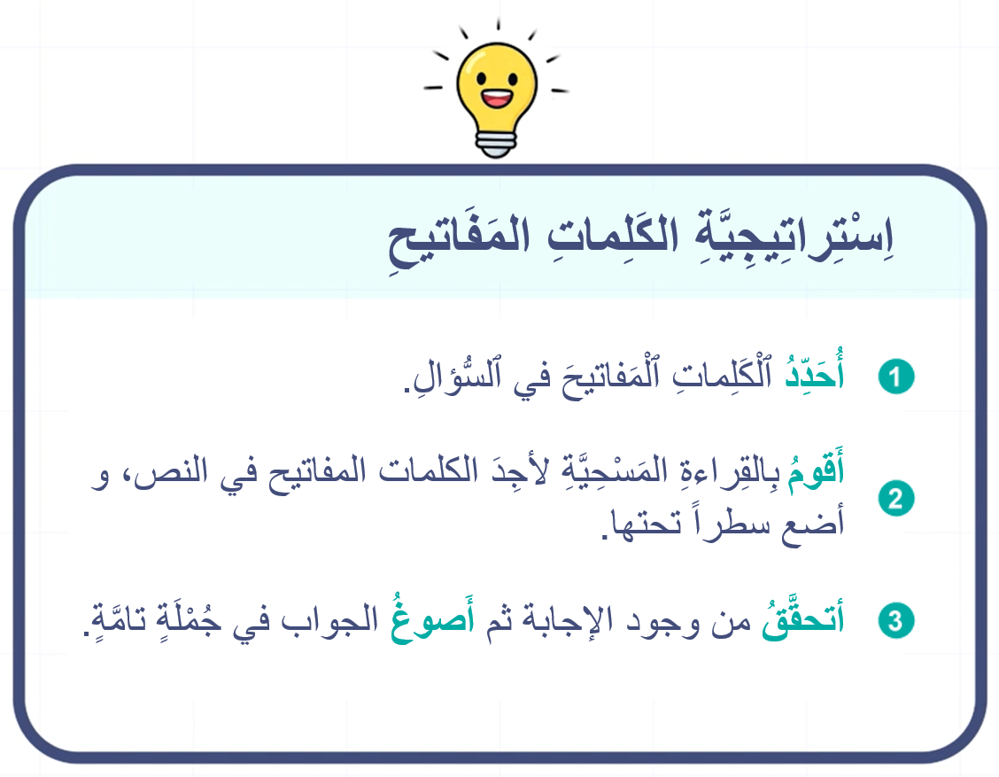 اِسْتِراتِيجِيَّةِ الكَلِماتِ المَفَاتيحِ
1 أُحَدِّدُ ٱلْكَلِماتِ ٱلْمَفاتيحَ في ٱلسُّؤالِ.
2 أَقومُ بِالقِراءةِ المَسْحِيَّةِ لأجِدَ الكلمات المفاتيح في النص، و
أضع سطراً تحتها.
3 أتحقَّقُ من وجود الإجابة ثم أَصوغُ الجواب في جُمْلَةٍ تامَّةٍ.